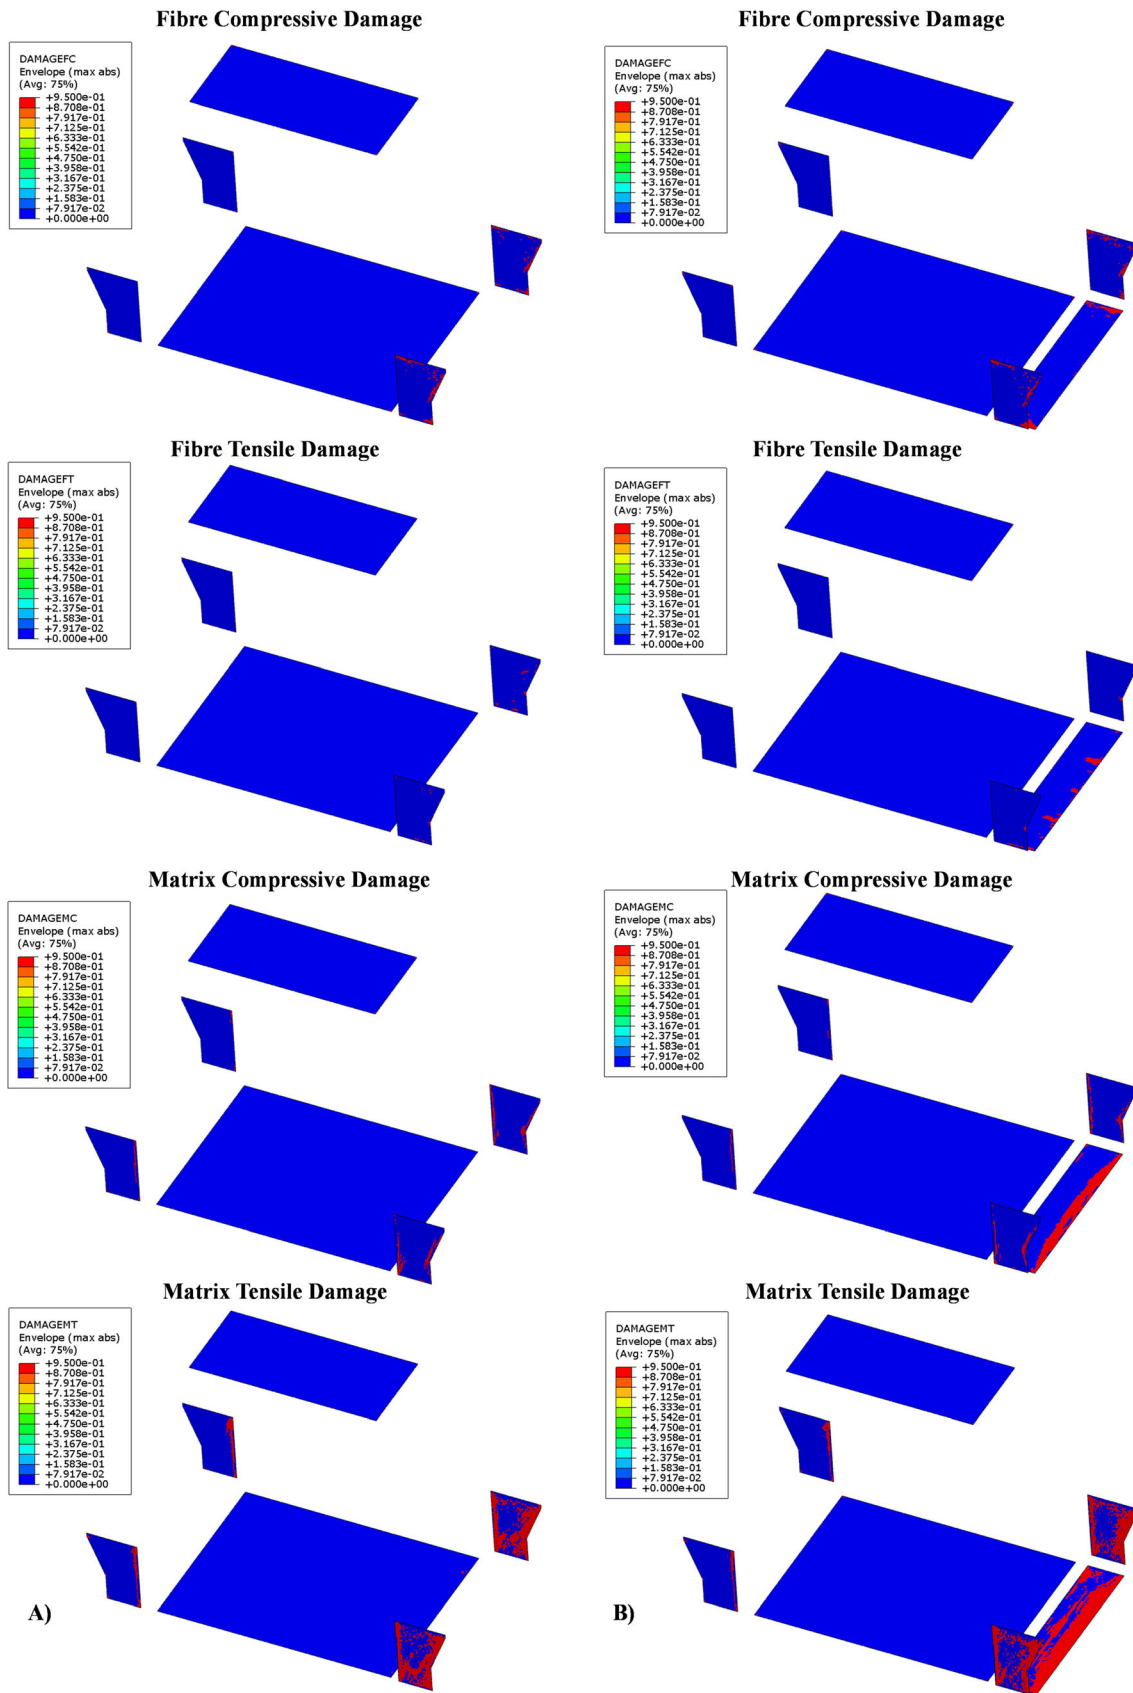 Fibre Compressive Damage
DAMAGEFC
Envelope (max abs)
(Avg: 75%)
+9.500e-01
+8.708e-01
+7.917e-01
+7.125e-01
+6.333e-01
+5.542e-01
+4.750e-01
+3.958e-01
+3.167e-01
+2.375e-01
+1.583e-01
+7.917e-02
+0.000e+00
Fibre Compressive Damage
DAMAGEFC
Envelope (max abs)
(Avg: 75%)
+9.500e-01
+8.708e-01
+7.917e-01
+7.125e-01
+6.333e-01
+5.542e-01
+4.750e-01
+3.958e-01
+3.167e-01
+2.375e-01
+1.583e-01
+7.917e-02
+0.000e+00
Fibre Tensile Damage
DAMAGEFT
Envelope (max abs)
(Avg: 75%)
+9.500e-01
+8.708e-01
+7.917e-01
+7.125e-01
+6.333e-01
+5.542e-01
+4.750e-01
+3.958e-01
+3.167e-01
+2.375e-01
+1.583e-01
+7.917e-02
+0.000e+00
Fibre Tensile Damage
DAMAGEFT
Envelope (max abs)
(Avg: 75%)
+9.500e-01
+8.708e-01
+7.917e-01
+7.125e-01
+6.333e-01
+5.542e-01
+4.750e-01
+3.958e-01
+3.167e-01
+2.375e-01
+1.583e-01
+7.917e-02
+0.000e+00
Matrix Compressive Damage
DAMAGEMC
Envelope (max abs)
(Avg: 75%)
+9.500e-01
+8.708e-01
+7.917e-01
+7.125e-01
+6.333e-01
+5.542e-01
+4.750e-01
+3.958e-01
+3.167e-01
+2.375e-01
+1.583e-01
+7.917e-02
+0.000e+00
Matrix Compressive Damage
DAMAGEMC
Envelope (max abs)
(Avg: 75%)
+9.500e-01
+8.708e-01
+7.917e-01
+7.125e-01
+6.333e-01
+5.542e-01
+4.750e-01
+3.958e-01
+3.167e-01
+2.375e-01
+1.583e-01
+7.917e-02
+0.000e+00
Matrix Tensile Damage
DAMAGEMT
Envelope (max abs)
(Avg: 75%)
+9.500e-01
+8.708e-01
+7.917e-01
+7.125e-01
+6.333e-01
+5.542e-01
+4.750e-01
+3.958e-01
+3.167e-01
+2.375e-01
+1.583e-01
+7.917e-02
+0.000e+00
A)
Matrix Tensile Damage
DAMAGEMT
Envelope (max abs)
(Avg: 75%)
+9.500e-01
+8.708e-01
+7.917e-01
+7.125e-01
+6.333e-01
+5.542e-01
+4.750e-01
+3.958e-01
+3.167e-01
+2.375e-01
+1.583e-01
+7.917e-02
+0.000e+00
B)